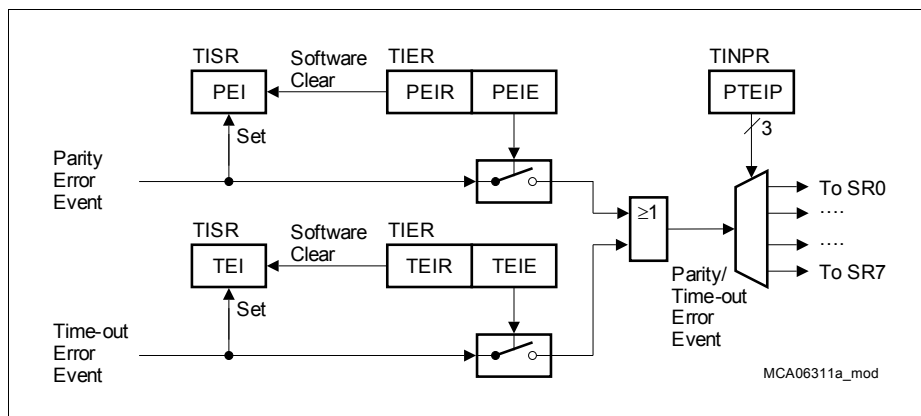 TISR
Software
Clear
TIER
TINPR
PEI
PEIR
PEIE
PTEIP
Set
3
Parity
Error
Event
≥1
To SR0
....
....
To SR7
TISR
Software
Clear
TIER
TEI
TEIR
TEIE
Set
Parity/
Time-out
Error
Event
Time-out
Error
Event
MCA06311a_mod